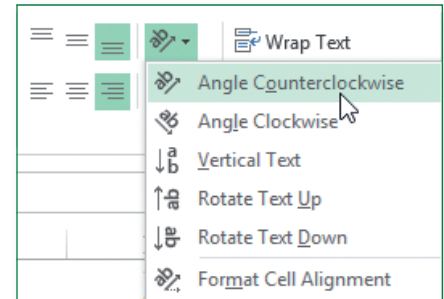 Wrap Text
Angle Counterclockwise
Angle Clockwise
Vertical Text
Rotate Text Up
Rotate Text Down
Format Cell Alignment